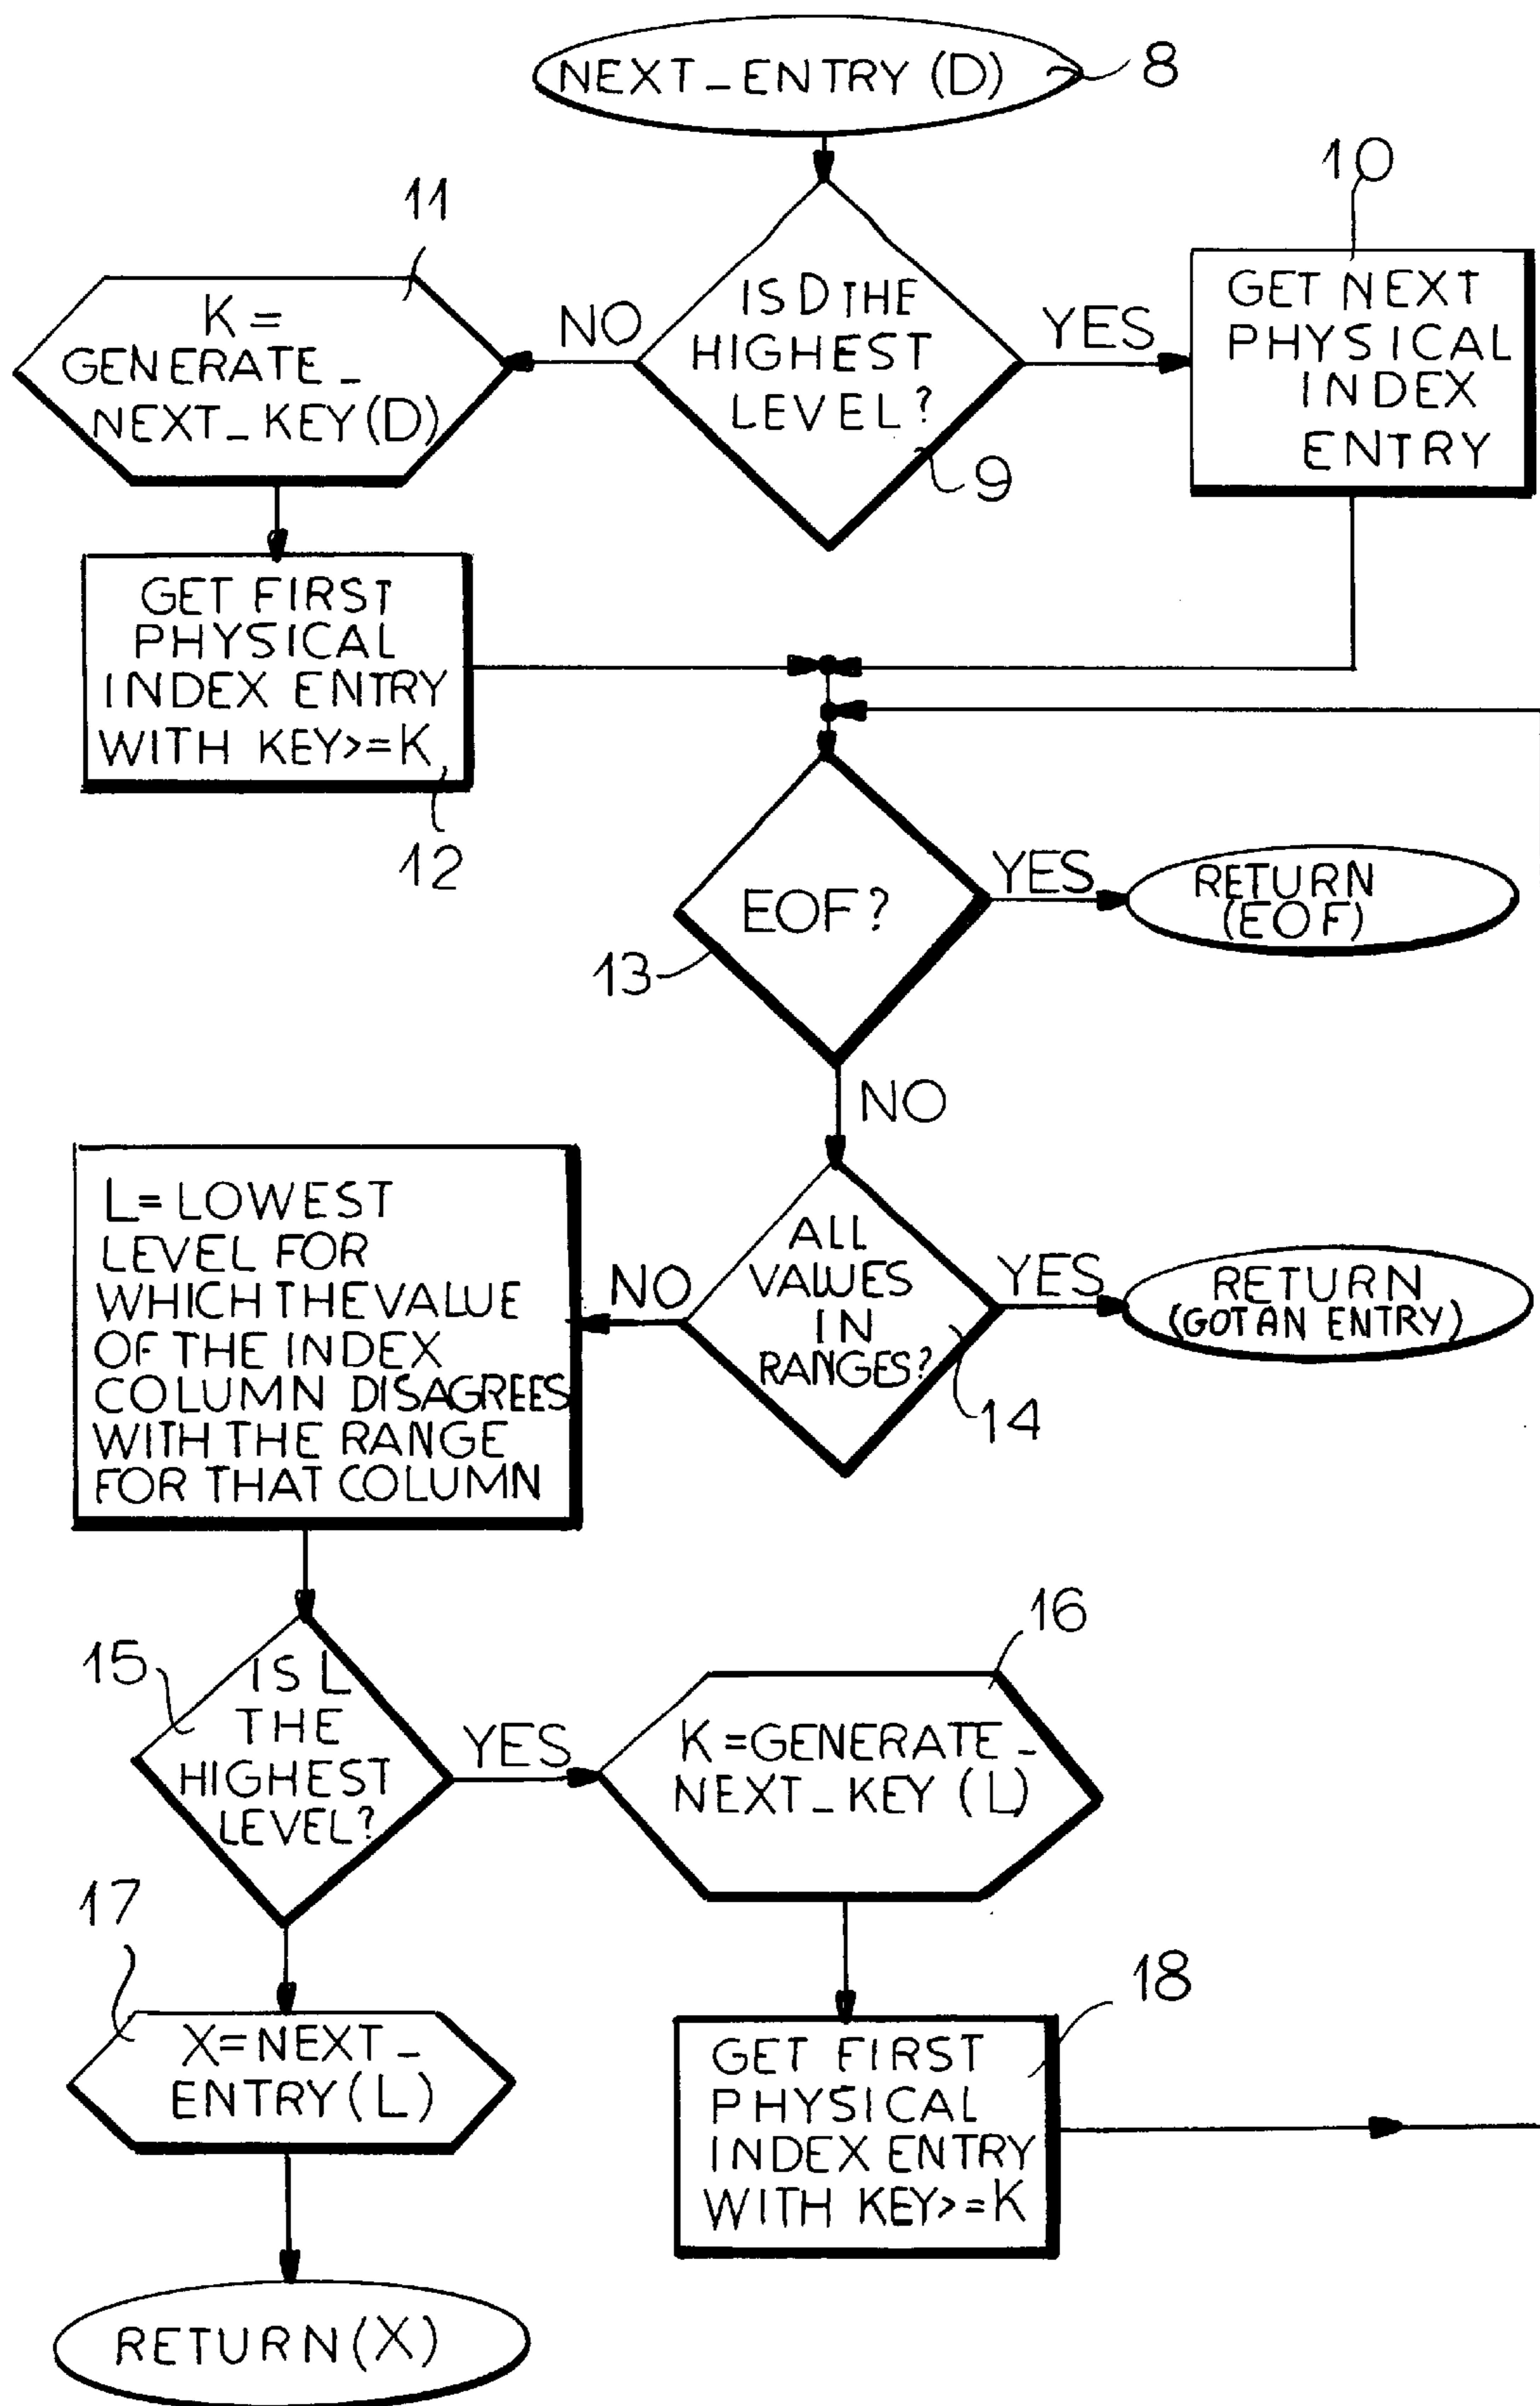 NEXT_ENTRY (D)
8
10
11
K =
GENERATE_
NEXT_KEY(D)
NO
IS D THE
HIGHEST
LEVEL?
9
YES
GET NEXT
PHYSICAL
INDEX
ENTRY
GET FIRST
PHYSICAL
INDEX ENTRY
WITH KEY>=K
12
EOF?
13
YES
RETURN
(EOF)
NO
L= LOWEST
LEVEL FOR
WHICH THE VALUE
OF THE INDEX
COLUMN DISAGREES
WITH THE RANGE
FOR THAT COLUMN
NO
ALL
VALUES
IN
RANGES?
14
YES
RETURN
(GOT AN ENTRY)
15
IS L
THE
HIGHEST
LEVEL?
YES
16
K =GENERATE_
NEXT_KEY (L)
17
X=NEXT_
ENTRY(L)
18
GET FIRST
PHYSICAL
INDEX ENTRY
WITH KEY>=K
RETURN(X)